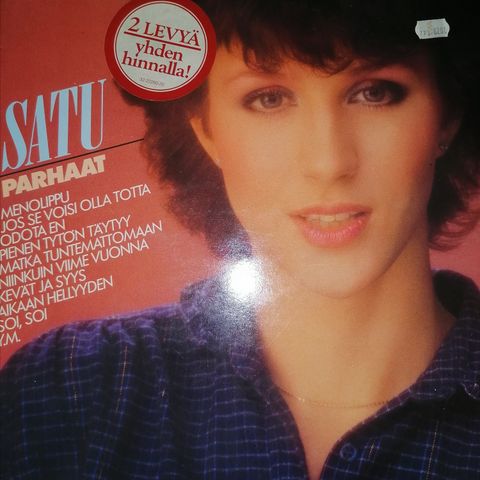 2 LEVYÄ
yhden
hinnalla!
SATU
PARHAAT
MENOLIPPU
JOS SE VOISI OLLA TOTTA
ODOTA EN
PIENEN TYTÖN TÄYTYY
MATKA TUNTEMATTOMAAN
NIINKUIN VIIME VUONNA
KEVÄT JA SYYS
AIKAAN HELLYYDEN
SOI, SOI
Y.M.